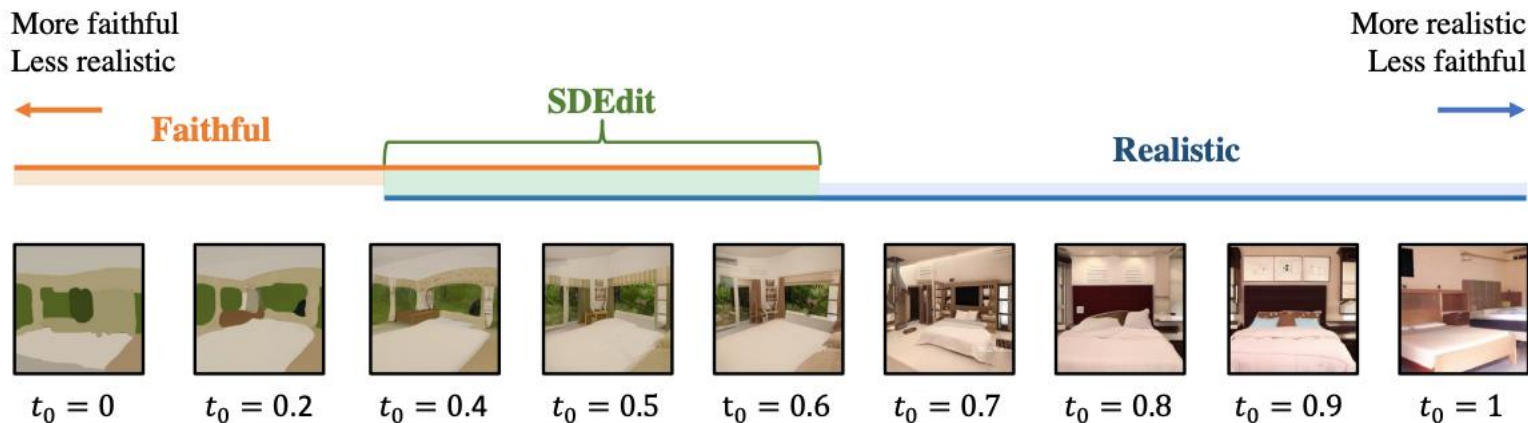 More faithful
Less realistic
More realistic
Less faithful
SDEdit
Faithful
Realistic
t₀ = 0
t₀ = 0.2
t₀ = 0.4
t₀ = 0.5
t₀ = 0.6
t₀ = 0.7
t₀ = 0.8
t₀ = 0.9
t₀ = 1